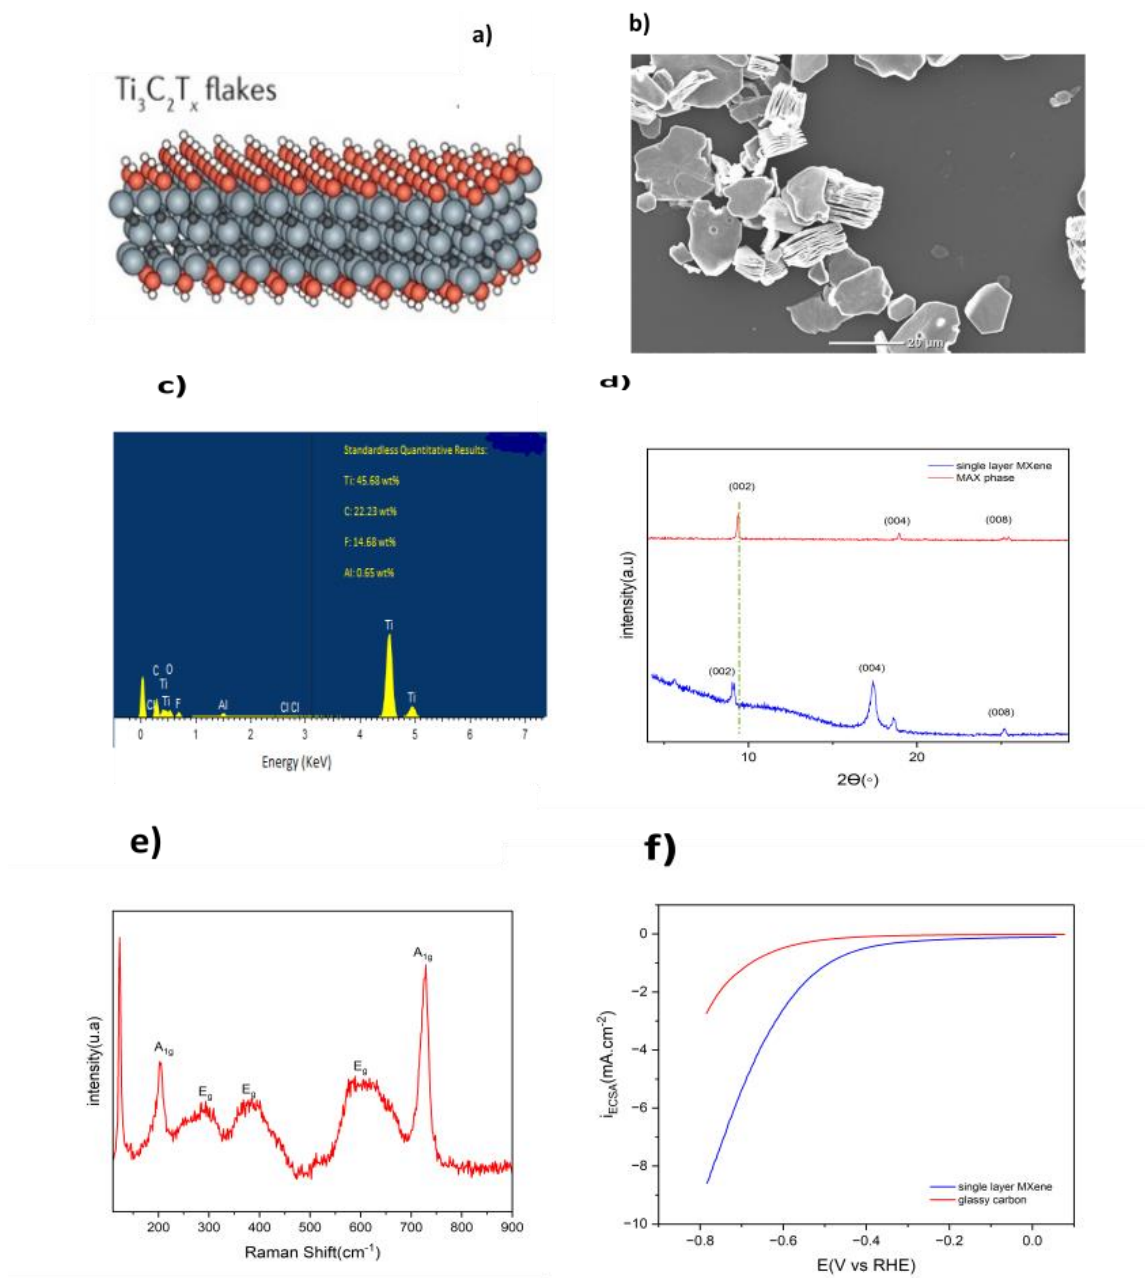 a)
b)
Ti₃C₂Tₓ flakes
20 µm
c)
d)
Standardless Quantitative Results:
Ti: 45.68 wt%
C: 22.23 wt%
F: 14.68 wt%
Al: 0.65 wt%
Ti
C O
Ti
Cl Ti F Al Cl Cl Ti
0 1 2 3 4 5 6 7
Energy (KeV)
single layer MXene
MAX phase
(002)
(004) (008)
(002) (004)
(008)
intensity(a.u)
10 20
2Θ(◦)
e)
f)
A₁g
A₁g
E_g E_g E_g
intensity(u.a)
200 300 400 500 600 700 800 900
Raman Shift(cm⁻¹)
0
−2
−4
−6
−8
−10
i_ECSA(mA.cm⁻²)
single layer MXene
glassy carbon
−0.8 −0.6 −0.4 −0.2 0.0
E(V vs RHE)